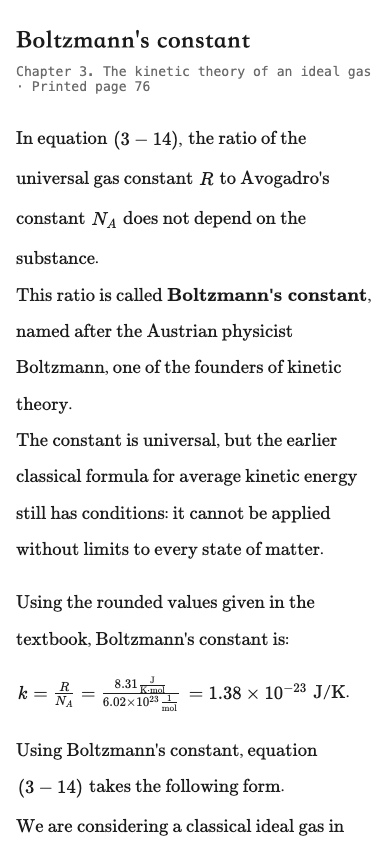 Boltzmann's constant
Chapter 3. The kinetic theory of an ideal gas
· Printed page 76
In equation (3 − 14), the ratio of the
universal gas constant R to Avogadro's
constant N_A does not depend on the
substance.
This ratio is called Boltzmann's constant,
named after the Austrian physicist
Boltzmann, one of the founders of kinetic
theory.
The constant is universal, but the earlier
classical formula for average kinetic energy
still has conditions: it cannot be applied
without limits to every state of matter.
Using the rounded values given in the
textbook, Boltzmann's constant is:
k = R/N_A = (8.31 J/(K·mol))/(6.02×10²³ 1/mol) = 1.38 × 10⁻²³ J/K.
Using Boltzmann's constant, equation
(3 − 14) takes the following form.
We are considering a classical ideal gas in